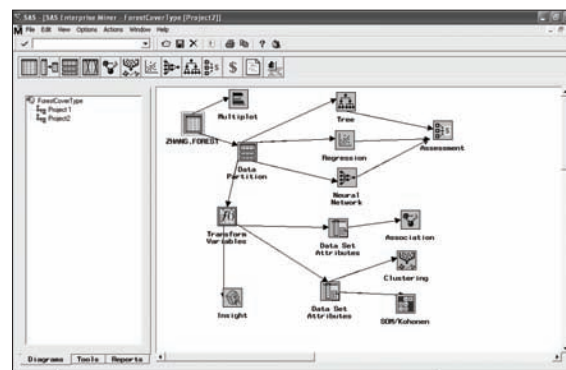 SAS - [SAS Enterprise Miner - ForestCoverType [Project2]]
File Edit View Options Actions Window Help
ForestCoverType
Project 1
Project2
Multiplot
Tree
ZHANG.FOREST
Regression
Assessment
Data
Partition
Neural
Network
Transform
Variables
Data Set
Attributes
Association
Clustering
Insight
Data Set
Attributes
SOM/Kohonen
Diagrams Tools Reports